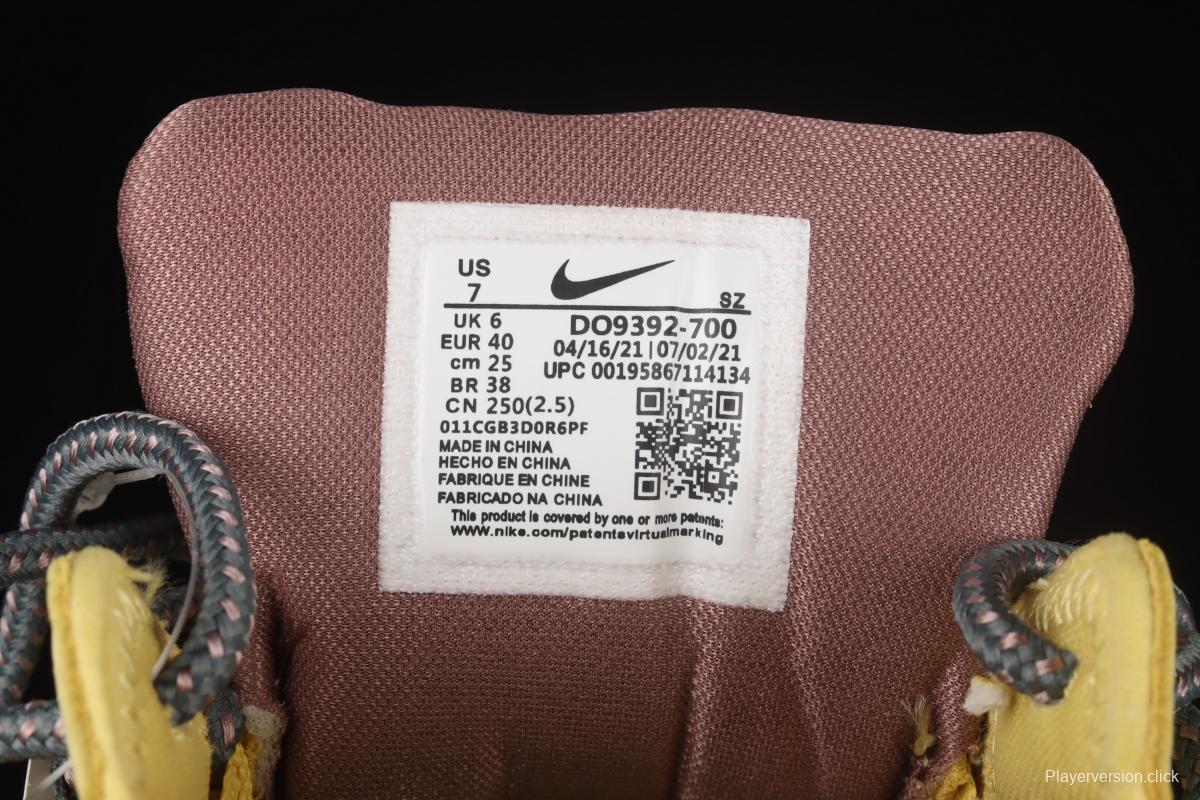 US
7
SZ
UK 6
EUR 40
cm 25
BR 38
CN 250(2.5)
DO9392-700
04/16/21|07/02/21
UPC 00195867114134
011CGB3D0R6PF
MADE IN CHINA
HECHO EN CHINA
FABRIQUE EN CHINE
FABRICADO NA CHINA
This product is covered by one or more patents:
www.nike.com/patentsvirtualmarking
Playerversion.click